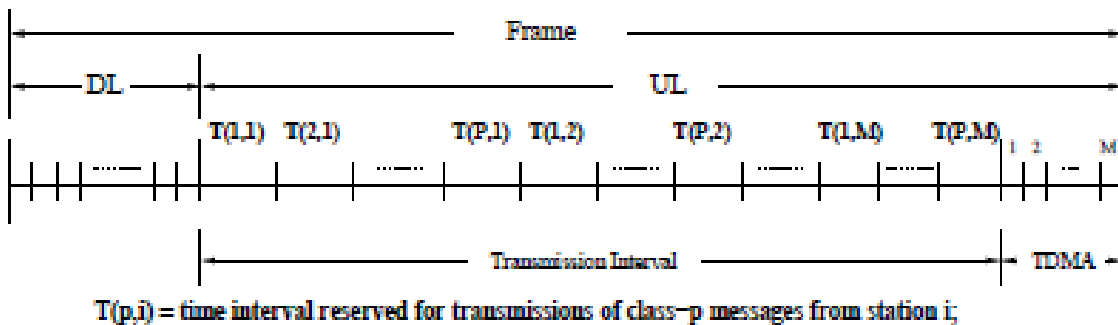 Frame
DL UL
T(1,1) T(2,1) T(P,1) T(1,2) T(P,2) T(1,M) T(P,M) 1 2 M
Transmission Interval TDMA
T(p,i) = time interval reserved for transmissions of class-p messages from station i;